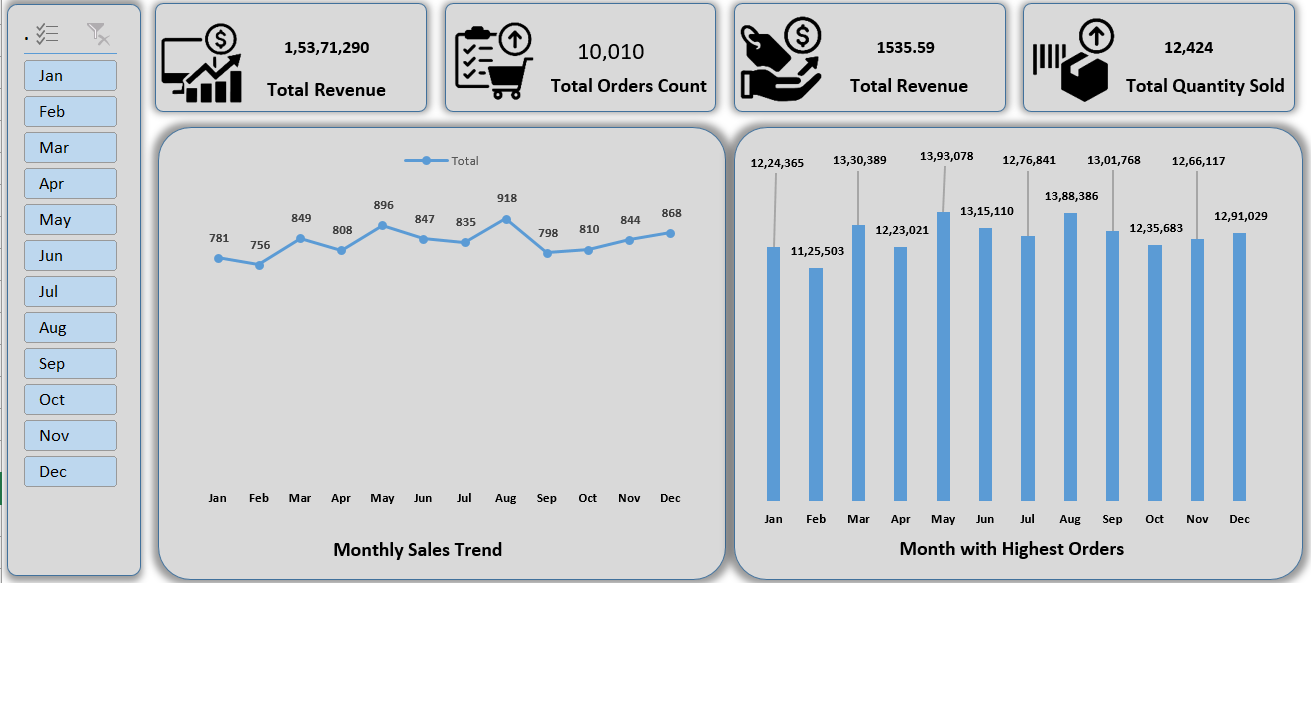 .
Jan
Feb
Mar
Apr
May
Jun
Jul
Aug
Sep
Oct
Nov
Dec
$
1,53,71,290
Total Revenue
10,010
Total Orders Count
$
1535.59
Total Revenue
12,424
Total Quantity Sold
Total
781 756 849 808 896 847 835 918 798 810 844 868
Jan Feb Mar Apr May Jun Jul Aug Sep Oct Nov Dec
Monthly Sales Trend
12,24,365 11,25,503 13,30,389 12,23,021 13,93,078 13,15,110 12,76,841 13,88,386 13,01,768 12,35,683 12,66,117 12,91,029
Jan Feb Mar Apr May Jun Jul Aug Sep Oct Nov Dec
Month with Highest Orders